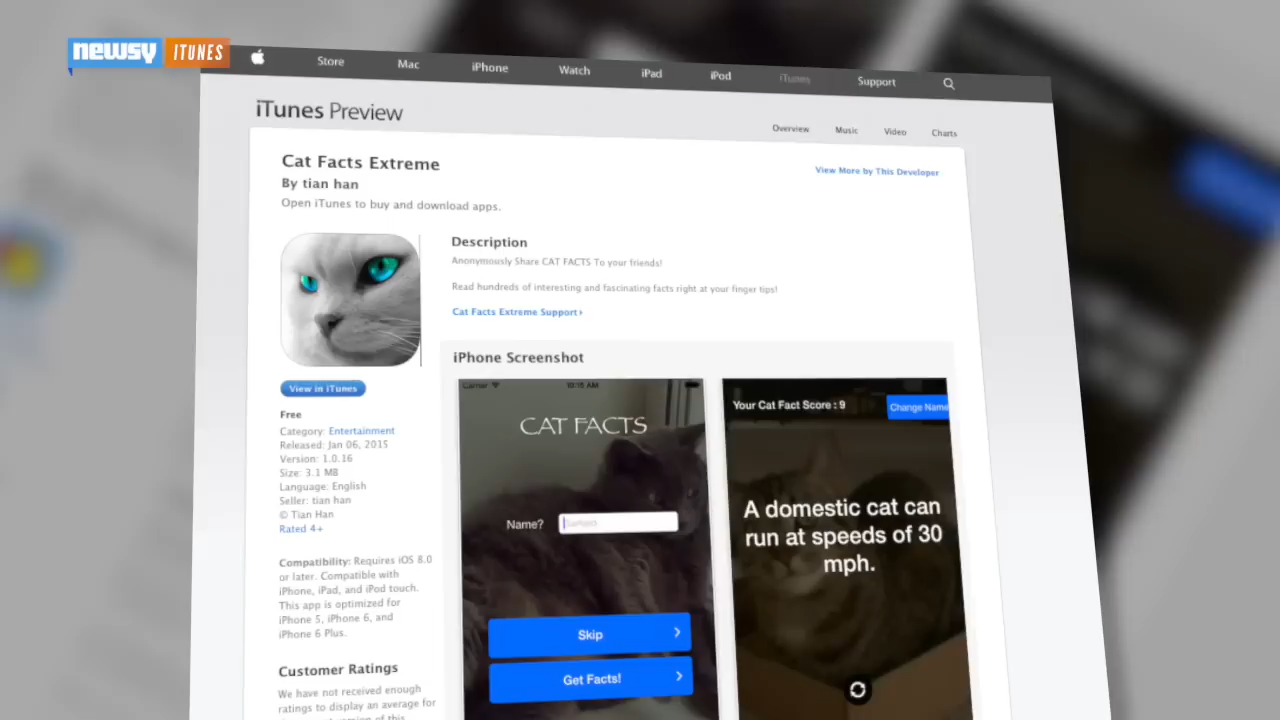 newsy ITUNES
Store Mac iPhone Watch iPad iPod iTunes Support
iTunes Preview
Overview Music Video Charts
Cat Facts Extreme
By tian han
Open iTunes to buy and download apps.
View More by This Developer
Description
Anonymously Share CAT FACTS To your friends!
Read hundreds of interesting and fascinating facts right at your finger tips!
Cat Facts Extreme Support›
View in iTunes
Free
Category: Entertainment
Released: Jan 06, 2015
Version: 1.0.16
Size: 3.1 MB
Language: English
Seller: tian han
© Tian Han
Rated 4+
Compatibility: Requires iOS 8.0
or later. Compatible with
iPhone, iPad, and iPod touch.
This app is optimized for
iPhone 5, iPhone 6, and
iPhone 6 Plus.
Customer Ratings
We have not received enough
ratings to display an average for
iPhone Screenshot
Carrier 10:15 AM
CAT FACTS
Name?
Skip
Get Facts!
Your Cat Fact Score : 9
Change Name
A domestic cat can
run at speeds of 30
mph.